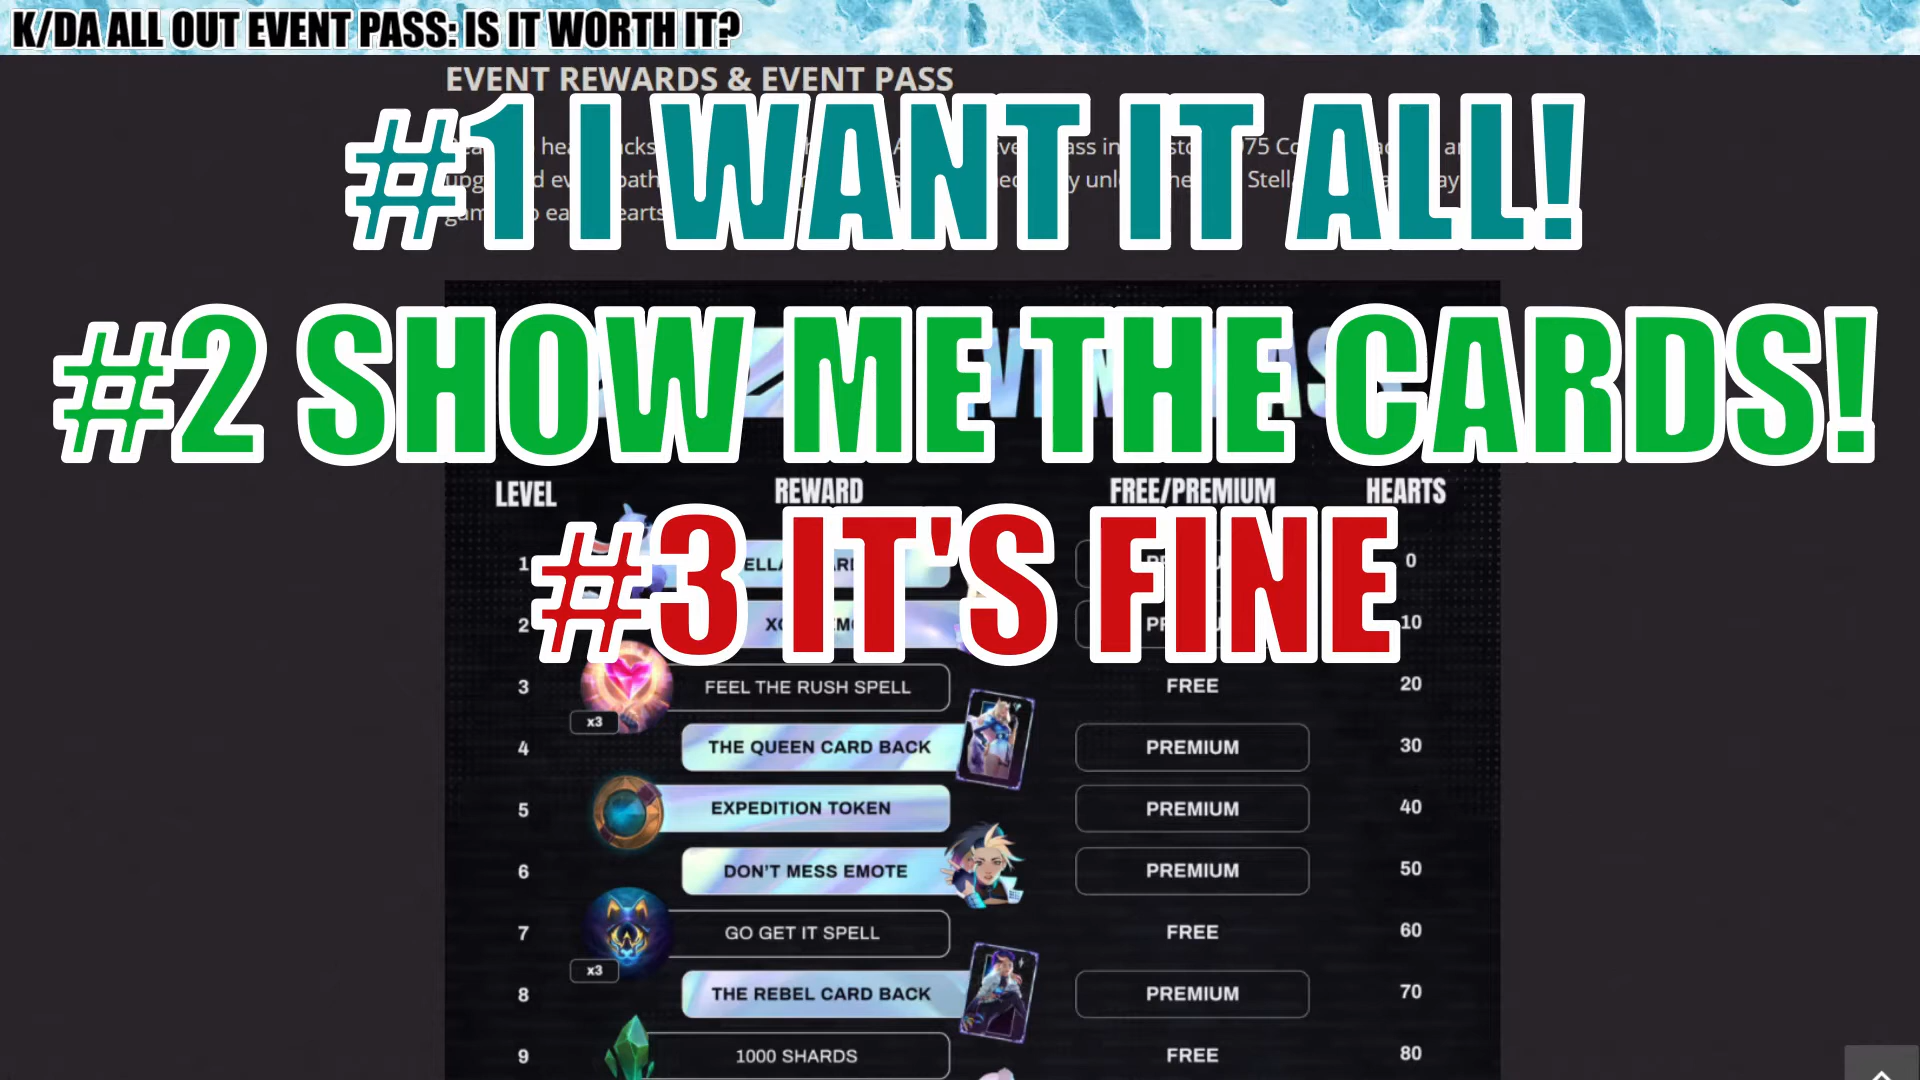 K/DA ALL OUT EVENT PASS: IS IT WORTH IT?
EVENT REWARDS & EVENT PASS
#1 I WANT IT ALL!
#2 SHOW ME THE CARDS!
LEVEL REWARD FREE/PREMIUM HEARTS
#3 IT'S FINE
1 0
2 10
3 x3 FEEL THE RUSH SPELL FREE 20
4 THE QUEEN CARD BACK PREMIUM 30
5 EXPEDITION TOKEN PREMIUM 40
6 DON'T MESS EMOTE PREMIUM 50
7 x3 GO GET IT SPELL FREE 60
8 THE REBEL CARD BACK PREMIUM 70
9 1000 SHARDS FREE 80